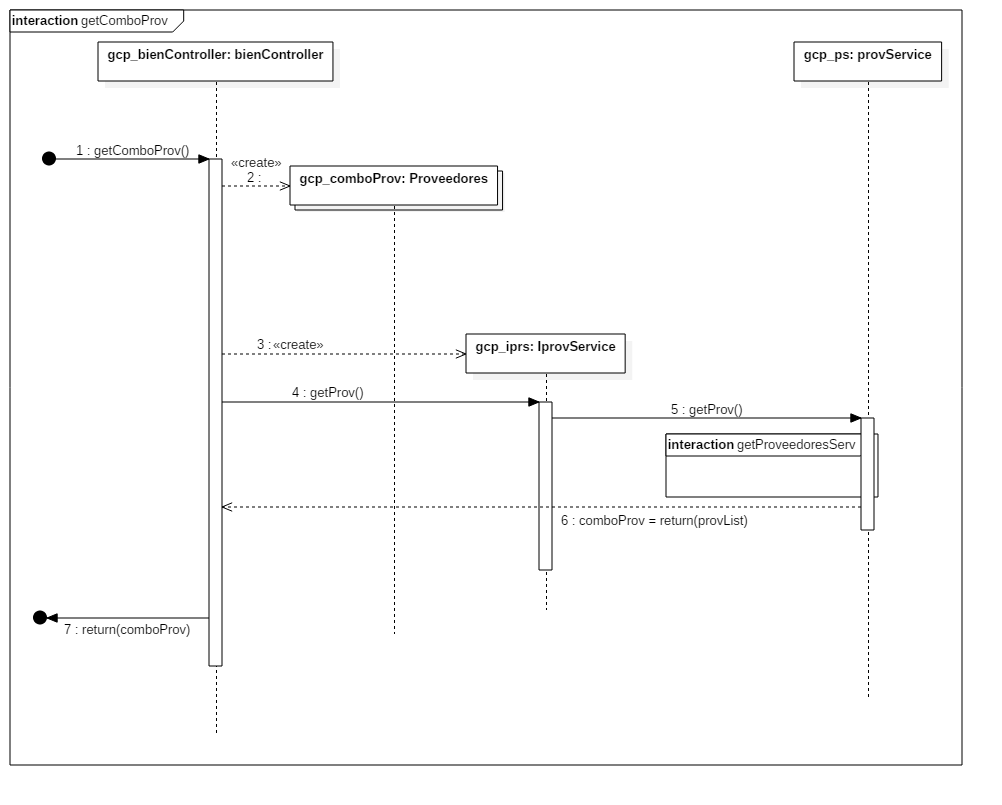 interaction getComboProv
gcp_bienController: bienController
gcp_ps: provService
1 : getComboProv()
«create»
2 :
gcp_comboProv: Proveedores
3 : «create»
gcp_iprs: IprovService
4 : getProv()
5 : getProv()
interaction getProveedoresServ
6 : comboProv = return(provList)
7 : return(comboProv)